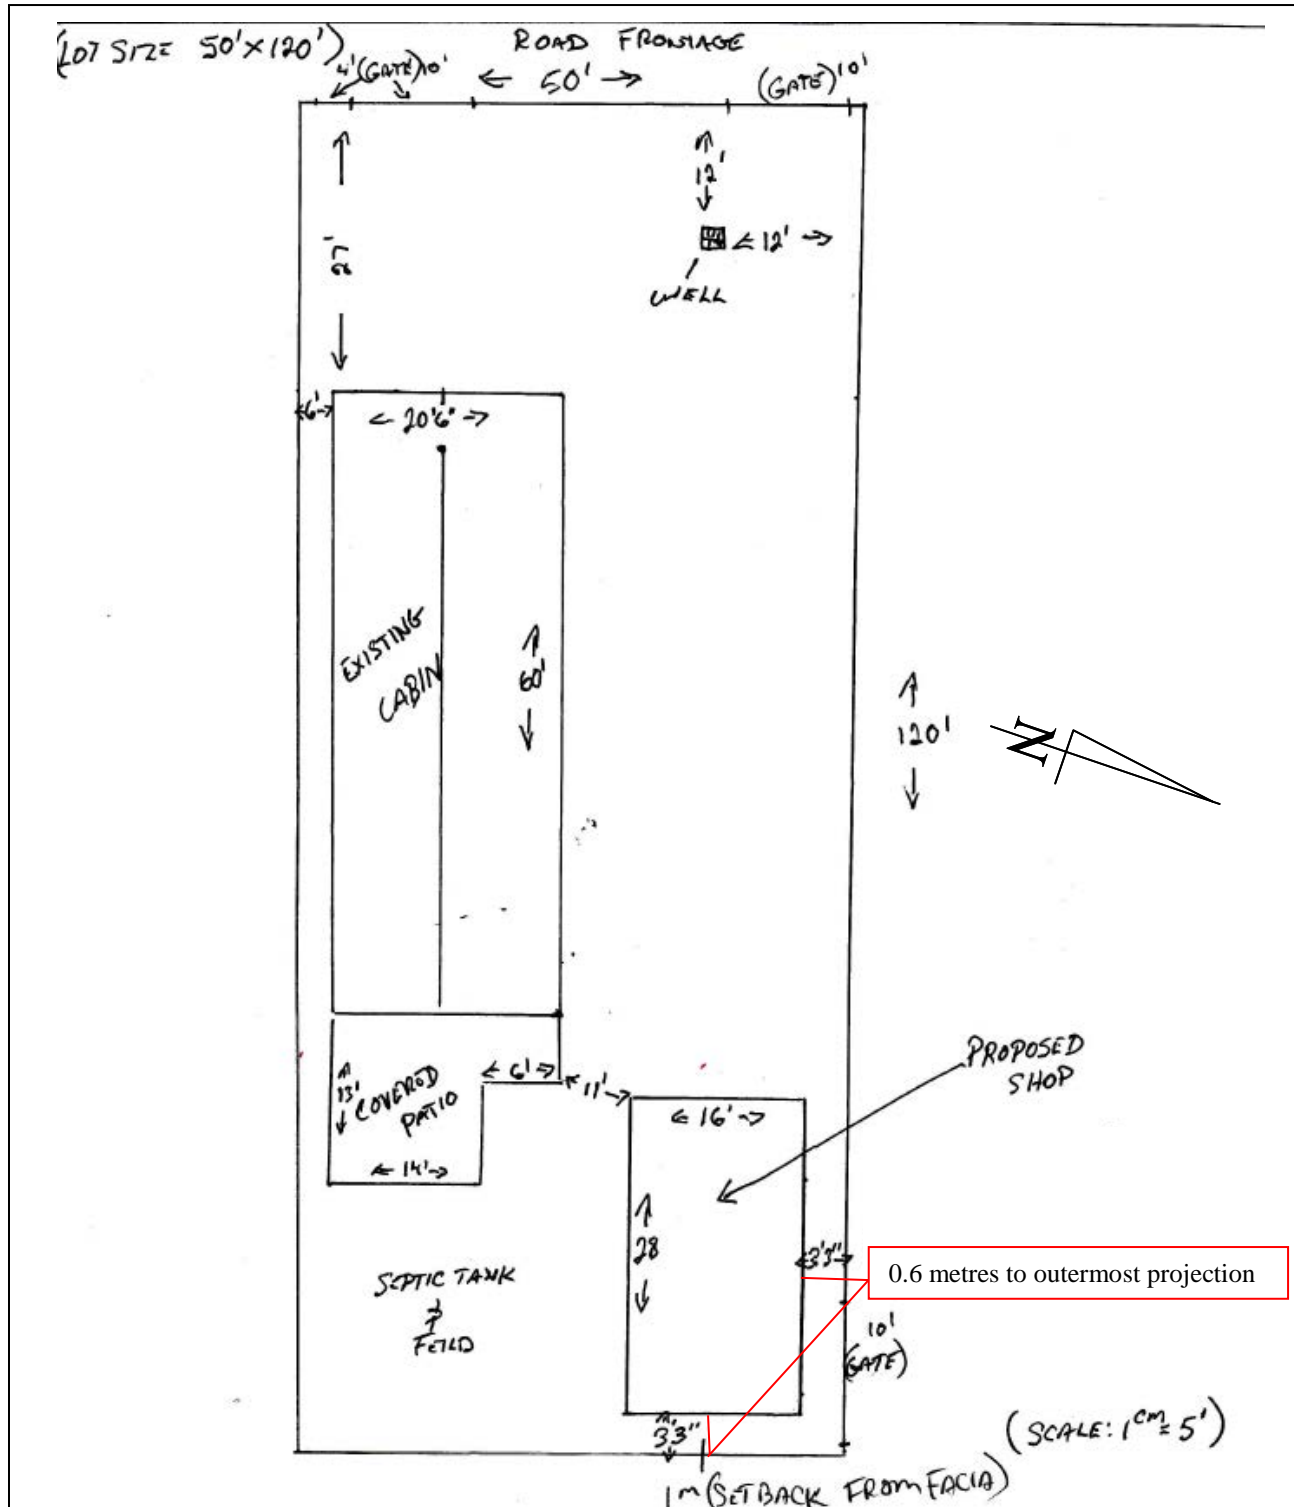 (LOT SIZE 50'X120')
ROAD FRONTAGE
4' (GATE) 10'
← 50' →
(GATE) 10'
12'
← 12' →
WELL
27'
6'
← 20'6" →
EXISTING
CABIN
60'
120'
N
PROPOSED
SHOP
← 6' →
11'
13'
COVERED
PATIO
← 14' →
← 16' →
28
3'3"
0.6 metres to outermost projection
SEPTIC TANK
&
FEILD
10'
(GATE)
3'3"
(SCALE: 1cm = 5')
1m (SETBACK FROM FACIA)